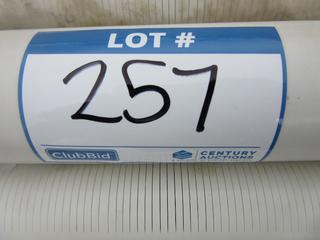 LOT #
257
ClubBid CENTURY
AUCTIONS